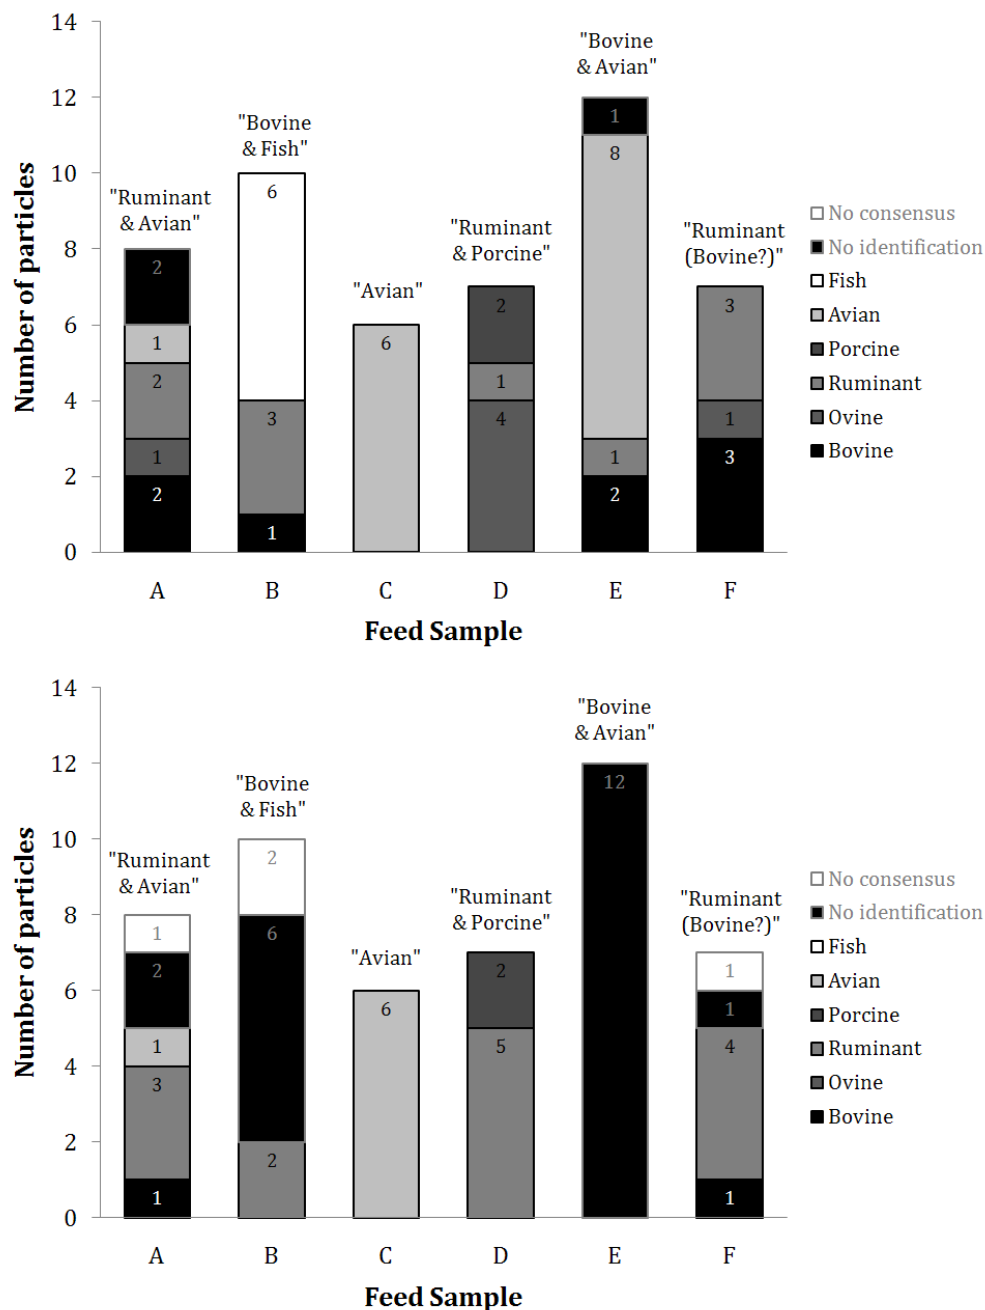 14
12
10
8
6
4
2
0
Number of particles
"Ruminant
& Avian"
"Bovine
& Fish"
"Avian"
"Ruminant
& Porcine"
"Bovine
& Avian"
"Ruminant
(Bovine?)"
2
1
2
1
2
6
3
1
6
2
1
4
1
8
1
2
3
1
3
A B C D E F
Feed Sample
No consensus
No identification
Fish
Avian
Porcine
Ruminant
Ovine
Bovine
14
12
10
8
6
4
2
0
Number of particles
"Ruminant
& Avian"
"Bovine
& Fish"
"Avian"
"Ruminant
& Porcine"
"Bovine
& Avian"
"Ruminant
(Bovine?)"
1
2
1
3
1
2
6
2
6
2
5
12
1
1
4
1
A B C D E F
Feed Sample
No consensus
No identification
Fish
Avian
Porcine
Ruminant
Ovine
Bovine